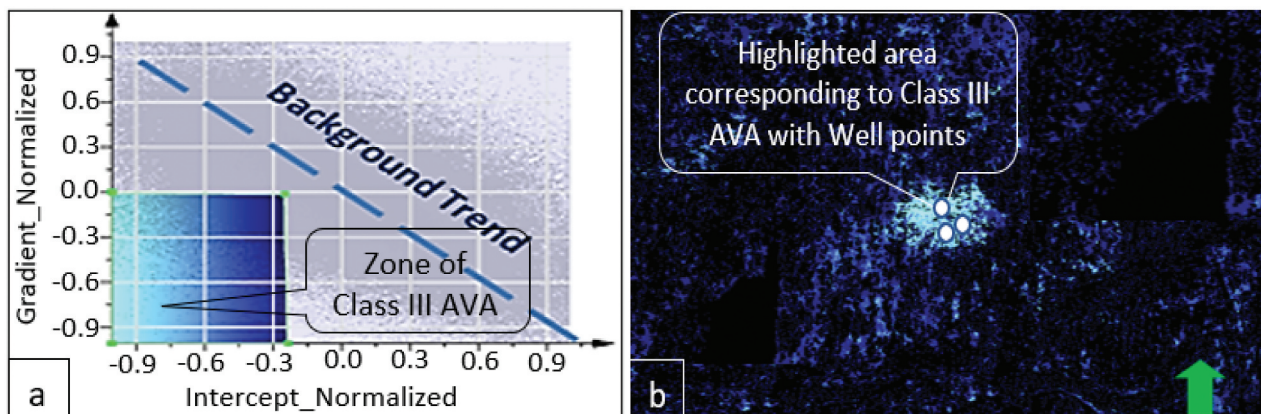 Gradient_Normalized
0.9
0.6
0.3
0.0
-0.3
-0.6
-0.9
Background Trend
Zone of
Class III AVA
-0.9
-0.6
-0.3
0.0
0.3
0.6
0.9
Intercept_Normalized
a
Highlighted area
corresponding to Class III
AVA with Well points
b